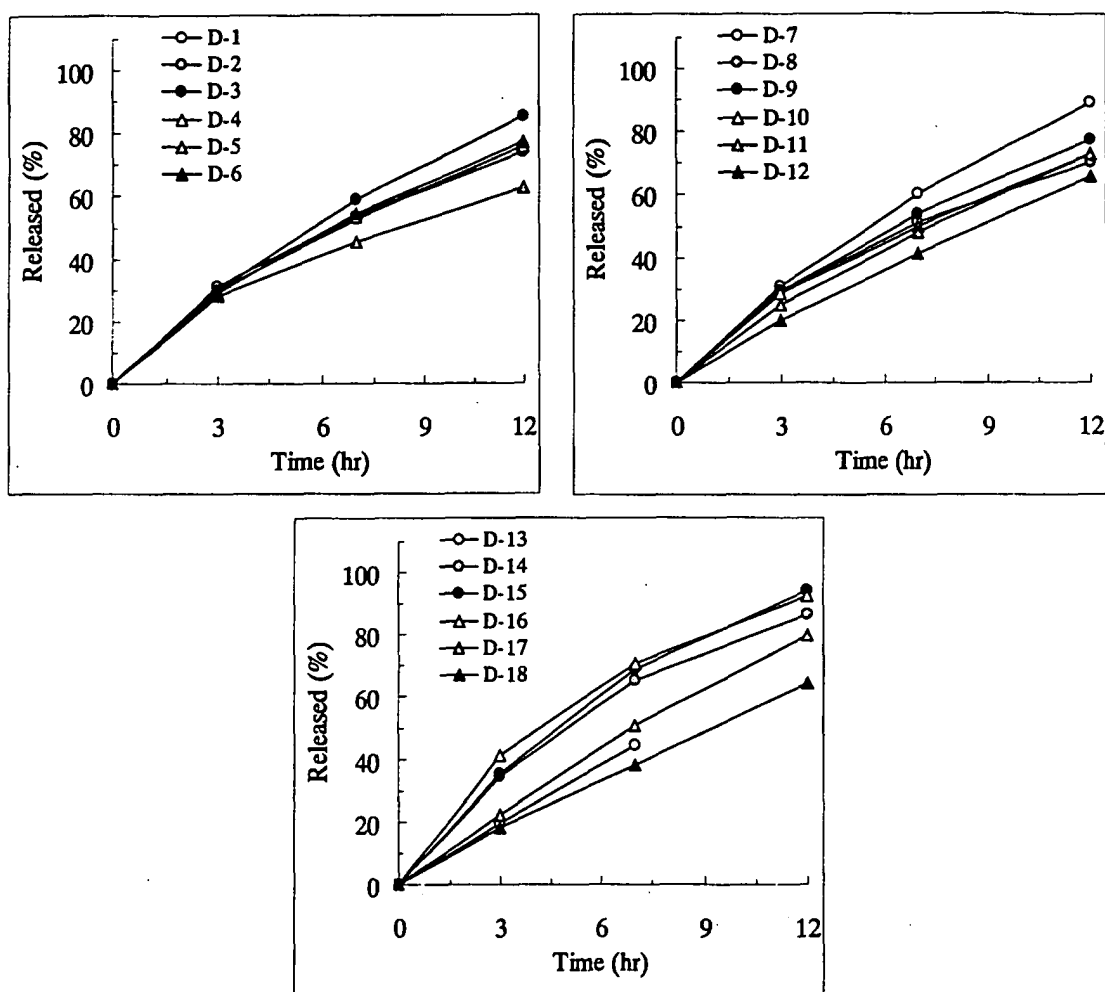 D-1
D-2
D-3
D-4
D-5
D-6
100
80
60
40
20
0
Released (%)
0 3 6 9 12
Time (hr)
D-7
D-8
D-9
D-10
D-11
D-12
100
80
60
40
20
0
Released (%)
0 3 6 9 12
Time (hr)
D-13
D-14
D-15
D-16
D-17
D-18
100
80
60
40
20
0
Released (%)
0 3 6 9 12
Time (hr)